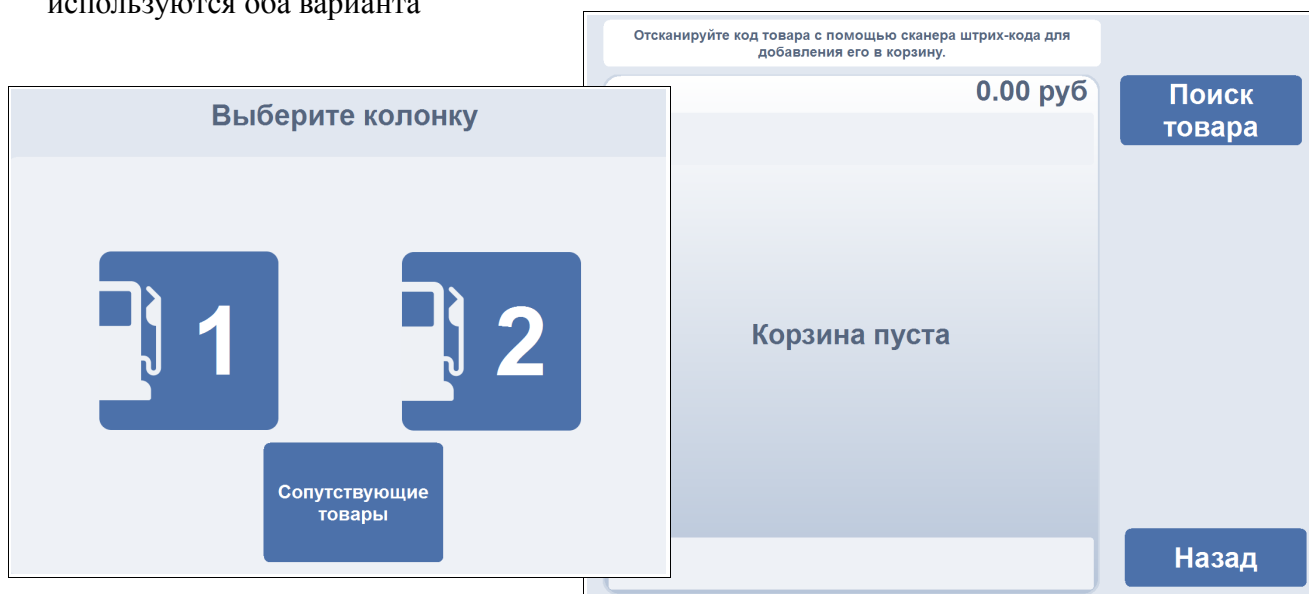 используются оба варианта
Отсканируйте код товара с помощью сканера штрих-кода для
добавления его в корзину.
0.00 руб
Поиск
товара
Выберите колонку
1
2
Корзина пуста
Сопутствующие
товары
Назад